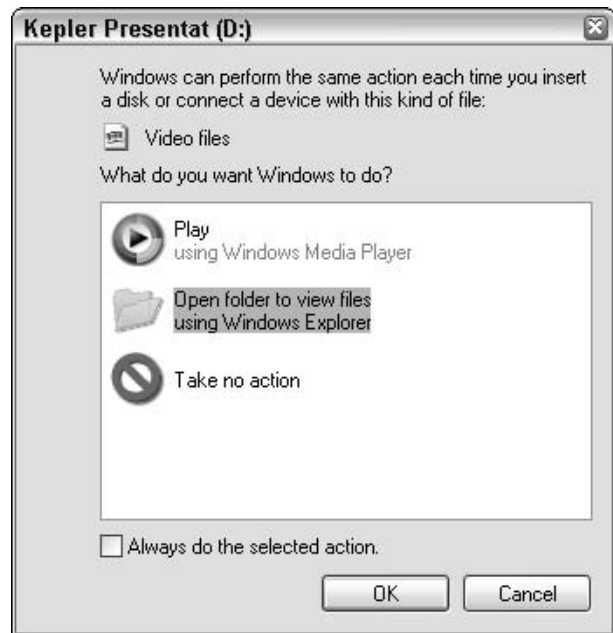 Kepler Presentat (D:)
Windows can perform the same action each time you insert
a disk or connect a device with this kind of file:
Video files
What do you want Windows to do?
Play
using Windows Media Player
Open folder to view files
using Windows Explorer
Take no action
Always do the selected action.
OK
Cancel